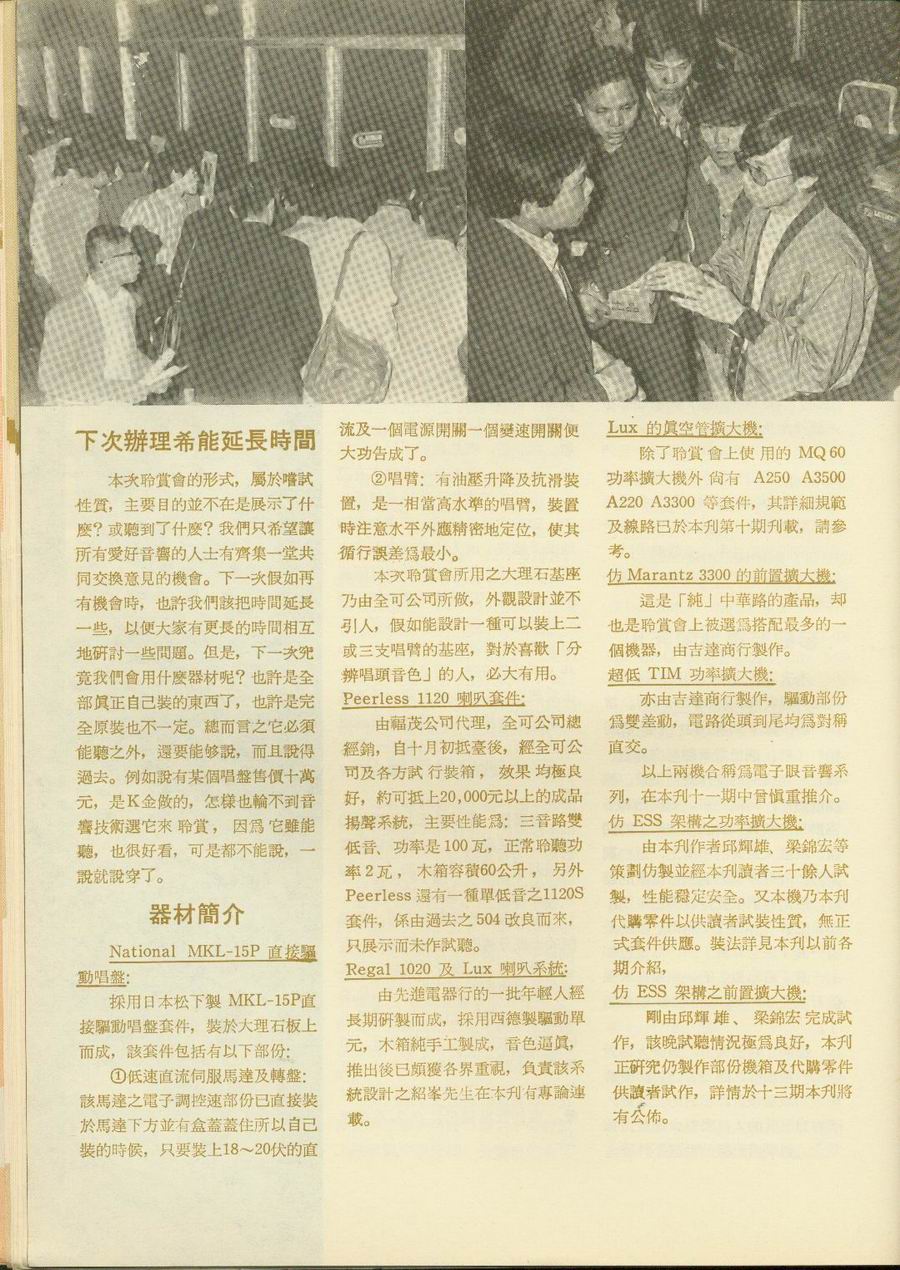 下次辦理希能延長時間
本次聆賞會的形式，屬於嚐試
性質，主要目的並不在是展示了什
麼？或聽到了什麼？我們只希望讓
所有愛好音響的人士有齊集一堂共
同交換意見的機會。下一次假如再
有機會時，也許我們該把時間延長
一些，以便大家有更長的時間相互
地研討一些問題。但是，下一次究
竟我們會用什麼器材呢？也許是全
部眞正自己裝的東西了，也許是完
全原裝也不一定。總而言之它必須
能聽之外，還要能够說，而且說得
過去。例如說有某個唱盤售價十萬
元，是K金做的，怎樣也輪不到音
響技術選它來聆賞，因爲它雖能
聽，也很好看，可是都不能說，一
說就說穿了。
器材簡介
National MKL-15P 直接驅
動唱盤：
採用日本松下製 MKL-15P直
接驅動唱盤套件，裝於大理石板上
而成，該套件包括有以下部份：
①低速直流伺服馬達及轉盤：
該馬達之電子調控速部份已直接裝
於馬達下方並有盒蓋蓋住所以自己
裝的時候，只要裝上18～20伏的直
流及一個電源開關一個變速開關便
大功告成了。
②唱臂：有油壓升降及抗滑裝
置，是一相當高水準的唱臂，裝置
時注意水平外應精密地定位，使其
循行誤差爲最小。
本次聆賞會所用之大理石基座
乃由全可公司所做，外觀設計並不
引人，假如能設計一種可以裝上二
或三支唱臂的基座，對於喜歡「分
辨唱頭音色」的人，必大有用。
Peerless 1120 喇叭套件：
由福茂公司代理，全可公司總
經銷，自十月初抵臺後，經全可公
司及各方試行裝箱，效果均極良
好，約可抵上20,000元以上的成品
揚聲系統，主要性能爲：三音路雙
低音、功率是100瓦，正常聆聽功
率2瓦，木箱容積60公升，另外
Peerless 還有一種單低音之1120S
套件，係由過去之504改良而來，
只展示而未作試聽。
Regal 1020 及 Lux 喇叭系統：
由先進電器行的一批年輕人經
長期研製而成，採用西德製驅動單
元，木箱純手工製成，音色逼眞，
推出後已頗獲各界重視，負責該系
統設計之紹峯先生在本刊有專論連
載。
Lux 的眞空管擴大機：
除了聆賞會上使用的 MQ60
功率擴大機外尙有 A250 A3500
A220 A3300 等套件，其詳細規範
及線路已於本刊第十期刋載，請參
考。
仿 Marantz 3300 的前置擴大機：
這是「純」中華路的產品，却
也是聆賞會上被選爲搭配最多的一
個機器，由吉達商行製作。
超低 TIM 功率擴大機：
亦由吉達商行製作，驅動部份
爲雙差動，電路從頭到尾均爲對稱
直交。
以上兩機合稱爲電子眼音響系
列，在本刊十一期中曾愼重推介。
仿 ESS 架構之功率擴大機：
由本刊作者邱輝雄、梁錦宏等
策劃仿製並經本刊讀者三十餘人試
製，性能穩定安全。又本機乃本刊
代購零件以供讀者試裝性質，無正
式套件供應。裝法詳見本刊以前各
期介紹，
仿 ESS 架構之前置擴大機：
剛由邱輝雄、梁錦宏完成試
作，該晚試聽情況極爲良好，本刊
正研究仍製作部份機箱及代購零件
供讀者試作，詳情於十三期本刊將
有公佈。